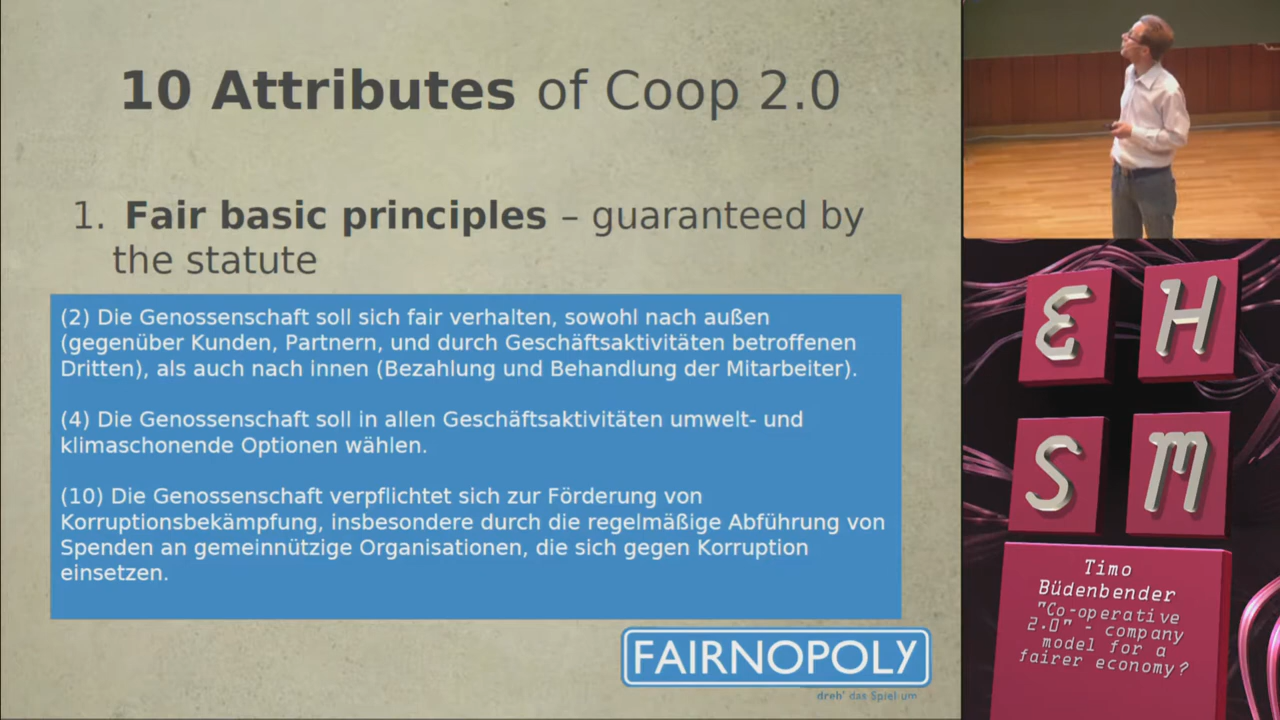 10 Attributes of Coop 2.0
1. Fair basic principles – guaranteed by
the statute
(2) Die Genossenschaft soll sich fair verhalten, sowohl nach außen
(gegenüber Kunden, Partnern, und durch Geschäftsaktivitäten betroffenen
Dritten), als auch nach innen (Bezahlung und Behandlung der Mitarbeiter).
(4) Die Genossenschaft soll in allen Geschäftsaktivitäten umwelt- und
klimaschonende Optionen wählen.
(10) Die Genossenschaft verpflichtet sich zur Förderung von
Korruptionsbekämpfung, insbesondere durch die regelmäßige Abführung von
Spenden an gemeinnützige Organisationen, die sich gegen Korruption
einsetzen.
FAIRNOPOLY
dreh' das Spiel um
EH
SM
Timo
Büdenbender
"Co-operative
2.0" - company
model for a
fairer economy?